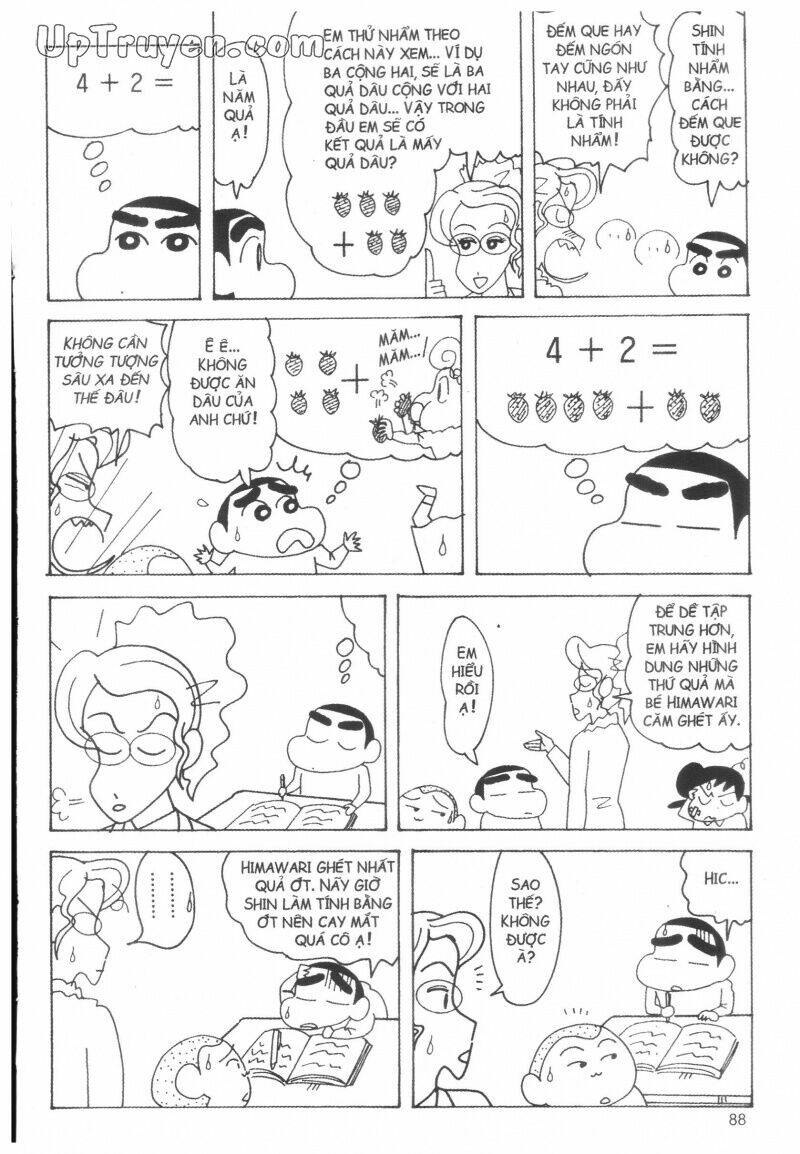 UpTruyen.com
SHIN
TÍNH
NHẨM
BẰNG...
CÁCH
ĐẾM QUE
ĐƯỢC
KHÔNG?
ĐẾM QUE HAY
ĐẾM NGÓN
TAY CŨNG NHƯ
NHAU, ĐẤY
KHÔNG PHẢI
LÀ TÍNH
NHẨM!
EM THỬ NHẨM THEO
CÁCH NÀY XEM... VÍ DỤ
BA CỘNG HAI, SẼ LÀ BA
QUẢ DÂU CỘNG VỚI HAI
QUẢ DÂU... VẬY TRONG
ĐẦU EM SẼ CÓ
KẾT QUẢ LÀ MẤY
QUẢ DÂU?
+
LÀ
NĂM
QUẢ
Ạ!
4 + 2 =
4 + 2 =
+
+
MĂM...
MĂM...
Ê Ê...
KHÔNG
ĐƯỢC ĂN
DÂU CỦA
ANH CHỨ!
KHÔNG CẦN
TƯỞNG TƯỢNG
SÂU XA ĐẾN
THẾ ĐÂU!
ĐỂ DỄ TẬP
TRUNG HƠN,
EM HÃY HÌNH
DUNG NHỮNG
THỨ QUẢ MÀ
BÉ HIMAWARI
CĂM GHÉT ẤY.
EM
HIỂU
RỒI
Ạ!
HIC...
SAO
THẾ?
KHÔNG
ĐƯỢC
À?
HIMAWARI GHÉT NHẤT
QUẢ ỚT. NÃY GIỜ
SHIN LÀM TÍNH BẰNG
ỚT NÊN CAY MẮT
QUÁ CÔ Ạ!
88